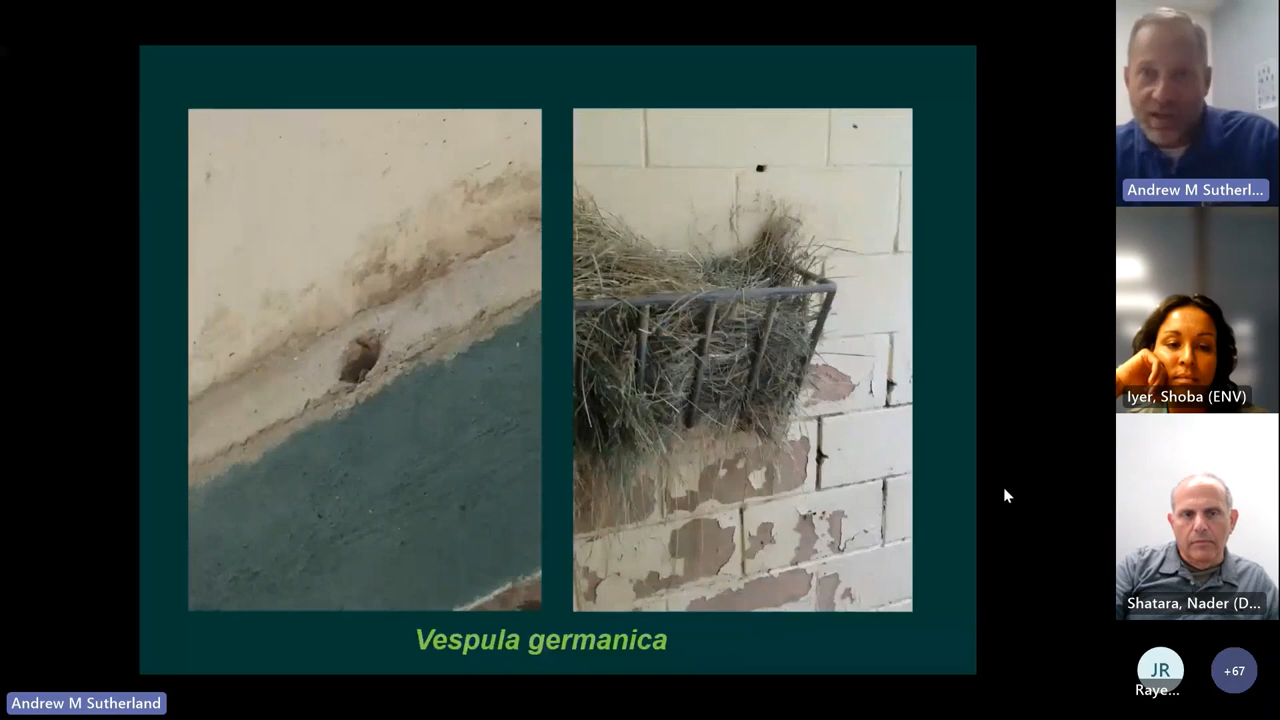 Vespula germanica
Andrew M Sutherland
Andrew M Sutherl...
Iyer, Shoba (ENV)
Shatara, Nader (D...
JR
Raye...
+67